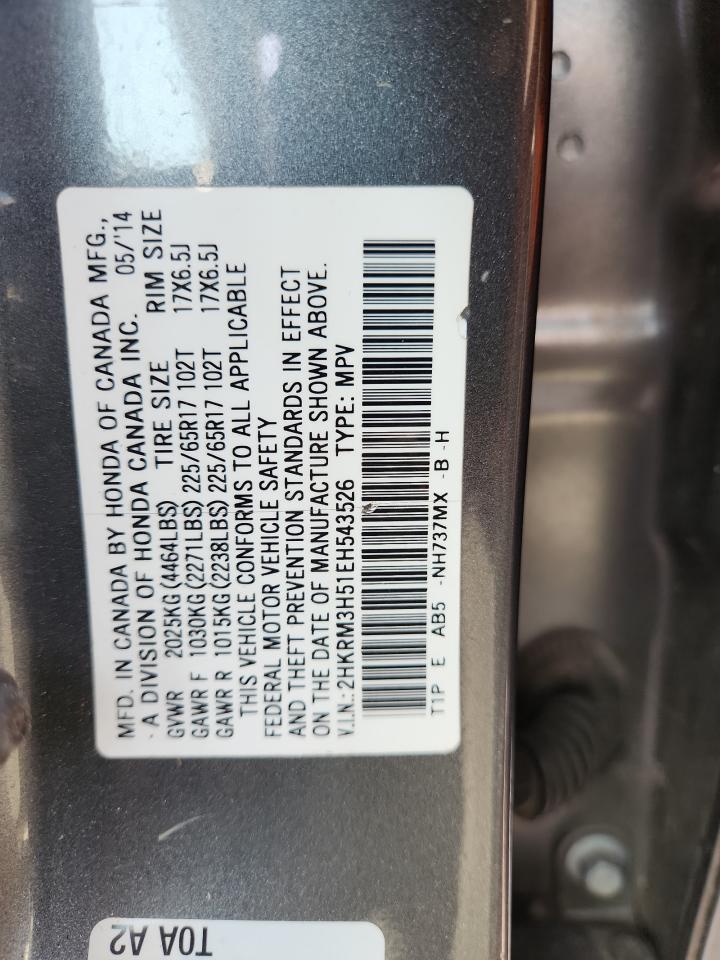 MFD. IN CANADA BY HONDA OF CANADA MFG.,
A DIVISION OF HONDA CANADA INC. 05/'14
GVWR 2025KG(4464LBS) TIRE SIZE RIM SIZE
GAWR F 1030KG(2271LBS)225/65R17 102T 17X6.5J
GAWR R 1015KG(2238LBS)225/65R17 102T 17X6.5J
THIS VEHICLE CONFORMS TO ALL APPLICABLE
FEDERAL MOTOR VEHICLE SAFETY
AND THEFT PREVENTION STANDARDS IN EFFECT
ON THE DATE OF MANUFACTURE SHOWN ABOVE.
V.I.N.:2HKRM3H51EH543526 TYPE: MPV
T1P E AB5 -NH737MX -B -H
T0A A2